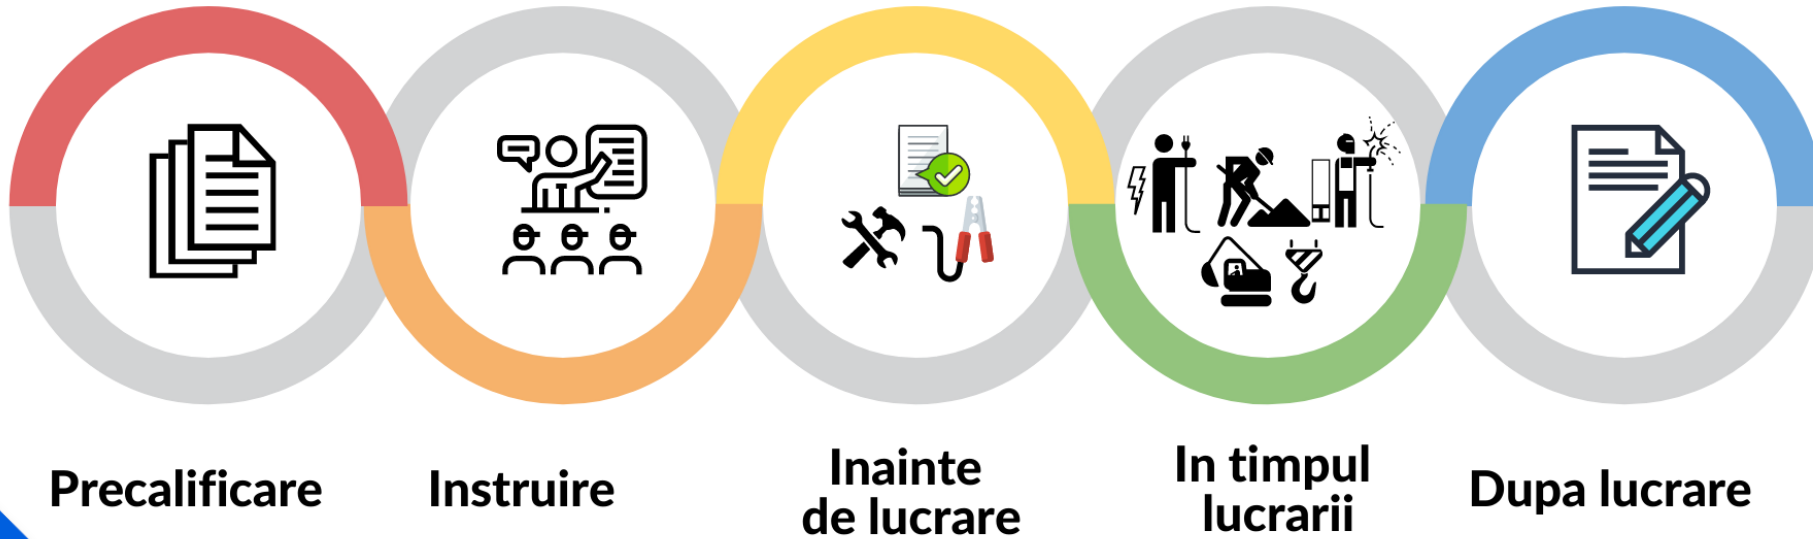 Precalificare
Instruire
Inainte
de lucrare
In timpul
lucrarii
Dupa lucrare